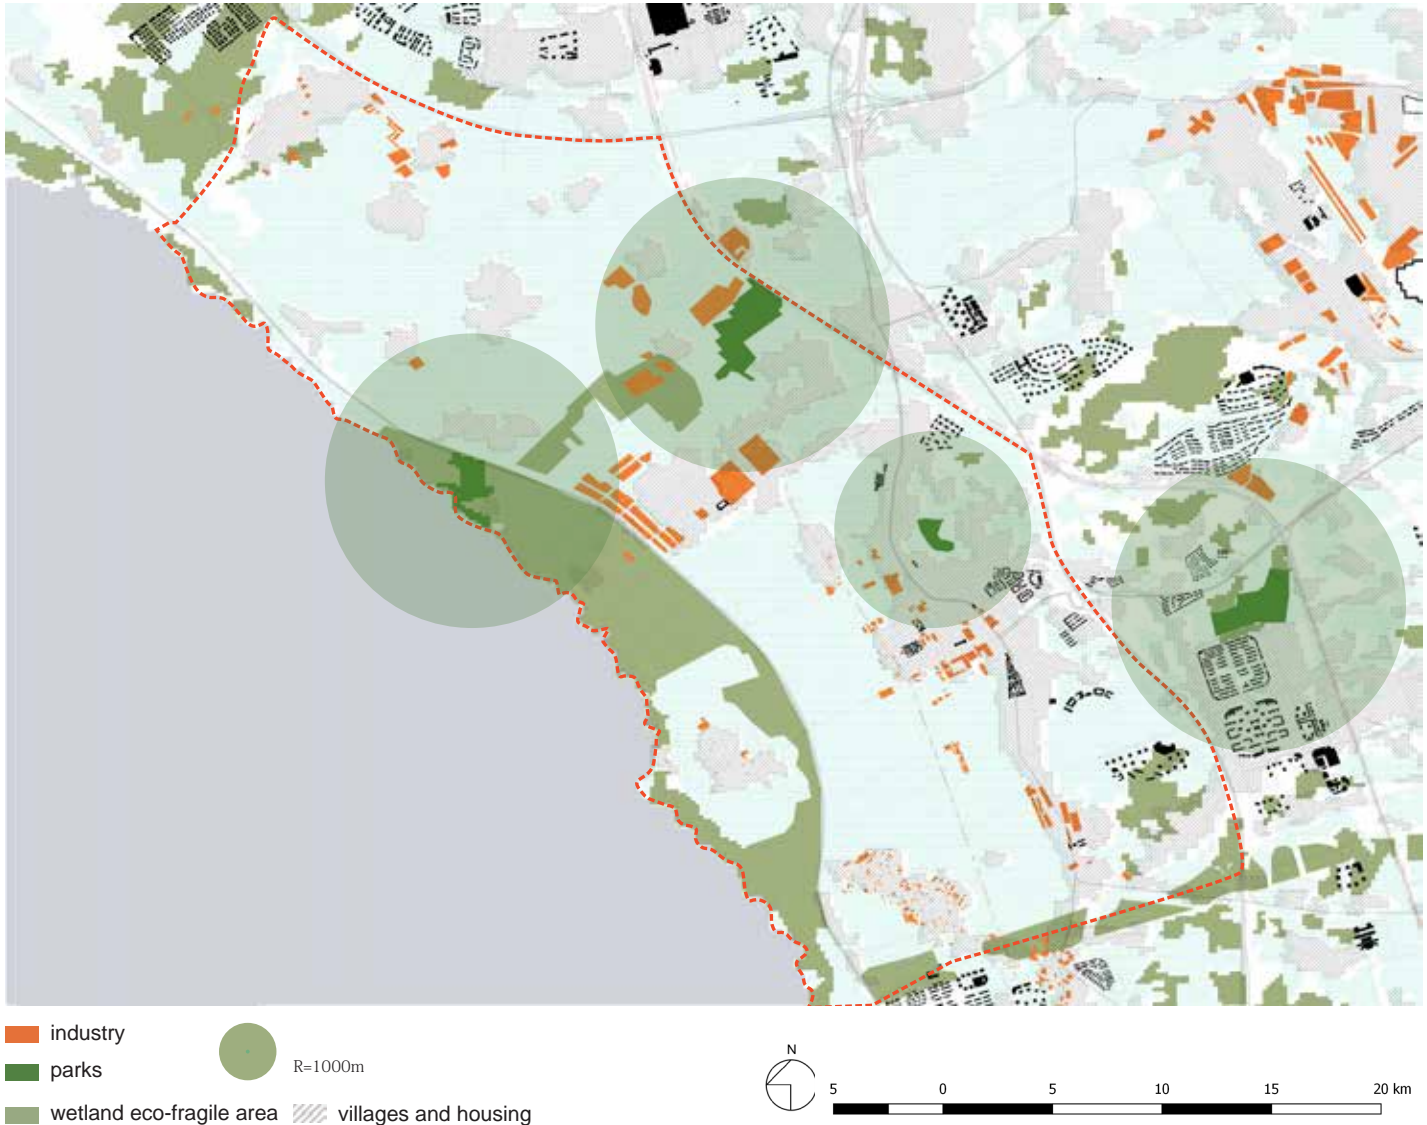 industry
parks
R=1000m
wetland eco-fragile area
villages and housing
N
5 0 5 10 15 20 km